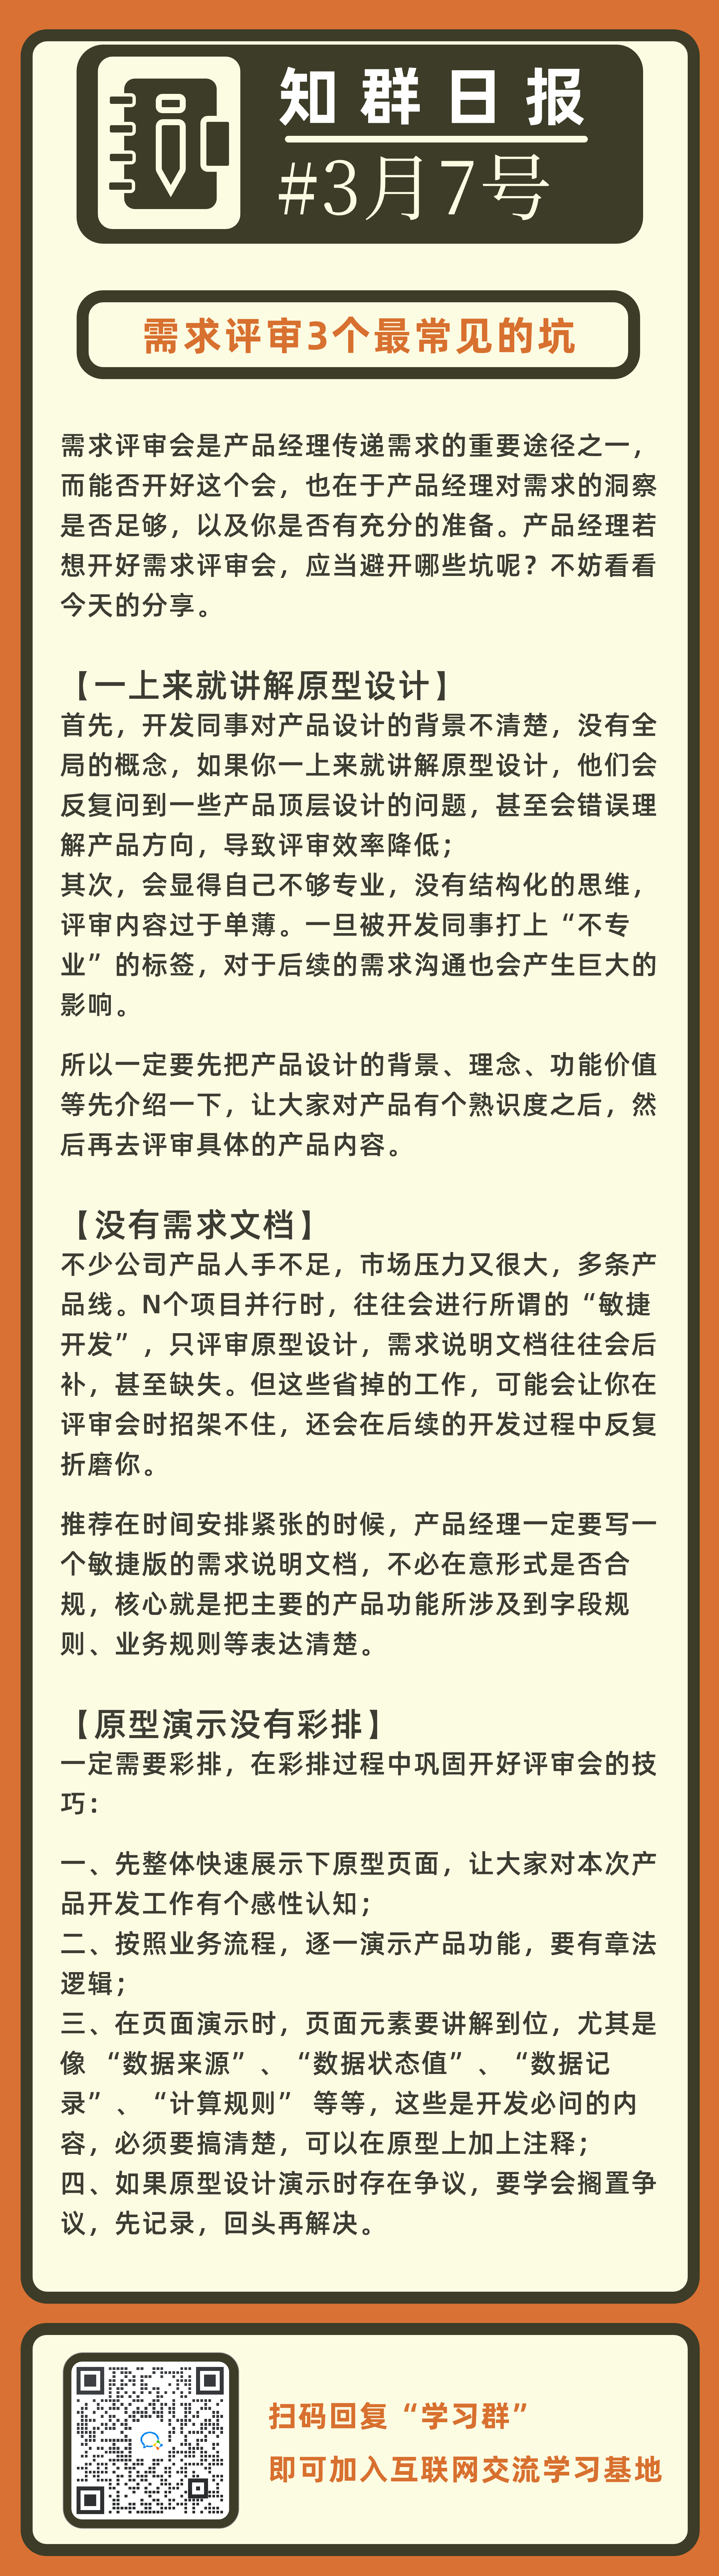 知群日报
#3月7号
需求评审3个最常见的坑
需求评审会是产品经理传递需求的重要途径之一，
而能否开好这个会，也在于产品经理对需求的洞察
是否足够，以及你是否有充分的准备。产品经理若
想开好需求评审会，应当避开哪些坑呢？不妨看看
今天的分享。
【一上来就讲解原型设计】
首先，开发同事对产品设计的背景不清楚，没有全
局的概念，如果你一上来就讲解原型设计，他们会
反复问到一些产品顶层设计的问题，甚至会错误理
解产品方向，导致评审效率降低；
其次，会显得自己不够专业，没有结构化的思维，
评审内容过于单薄。一旦被开发同事打上“不专
业”的标签，对于后续的需求沟通也会产生巨大的
影响。
所以一定要先把产品设计的背景、理念、功能价值
等先介绍一下，让大家对产品有个熟识度之后，然
后再去评审具体的产品内容。
【没有需求文档】
不少公司产品人手不足，市场压力又很大，多条产
品线。N个项目并行时，往往会进行所谓的“敏捷
开发”，只评审原型设计，需求说明文档往往会后
补，甚至缺失。但这些省掉的工作，可能会让你在
评审会时招架不住，还会在后续的开发过程中反复
折磨你。
推荐在时间安排紧张的时候，产品经理一定要写一
个敏捷版的需求说明文档，不必在意形式是否合
规，核心就是把主要的产品功能所涉及到字段规
则、业务规则等表达清楚。
【原型演示没有彩排】
一定需要彩排，在彩排过程中巩固开好评审会的技
巧：
一、先整体快速展示下原型页面，让大家对本次产
品开发工作有个感性认知；
二、按照业务流程，逐一演示产品功能，要有章法
逻辑；
三、在页面演示时，页面元素要讲解到位，尤其是
像 “数据来源”、“数据状态值”、“数据记
录”、“计算规则” 等等，这些是开发必问的内
容，必须要搞清楚，可以在原型上加上注释；
四、如果原型设计演示时存在争议，要学会搁置争
议，先记录，回头再解决。
扫码回复“学习群”
即可加入互联网交流学习基地